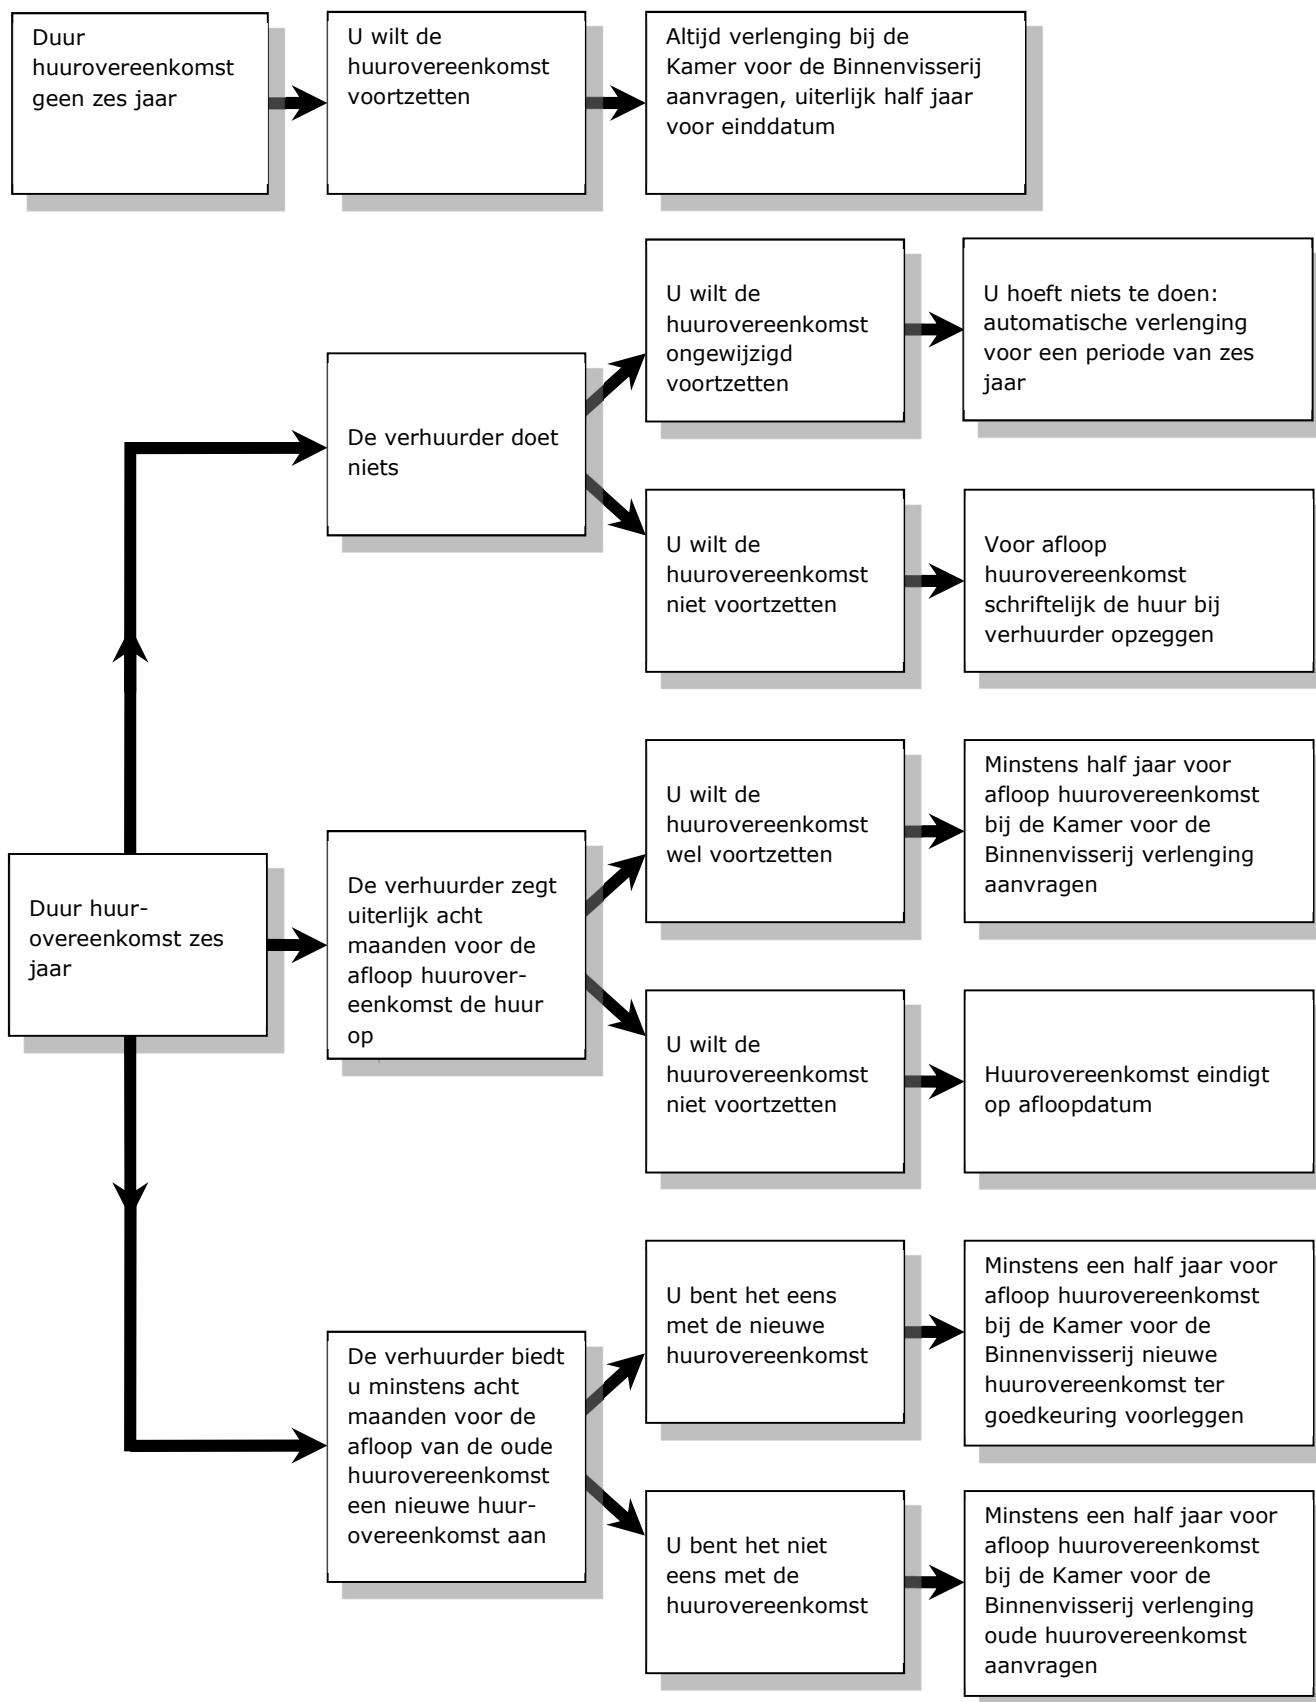 Duur
huurovereenkomst
geen zes jaar
U wilt de
huurovereenkomst
voortzetten
Altijd verlenging bij de
Kamer voor de Binnenvisserij
aanvragen, uiterlijk half jaar
voor einddatum
Duur huur-
overeenkomst zes
jaar
De verhuurder doet
niets
U wilt de
huurovereenkomst
ongewijzigd
voortzetten
U hoeft niets te doen:
automatische verlenging
voor een periode van zes
jaar
U wilt de
huurovereenkomst
niet voortzetten
Voor afloop
huurovereenkomst
schriftelijk de huur bij
verhuurder opzeggen
De verhuurder zegt
uiterlijk acht
maanden voor de
afloop huurover-
eenkomst de huur
op
U wilt de
huurovereenkomst
wel voortzetten
Minstens half jaar voor
afloop huurovereenkomst
bij de Kamer voor de
Binnenvisserij verlenging
aanvragen
U wilt de
huurovereenkomst
niet voortzetten
Huurovereenkomst eindigt
op afloopdatum
De verhuurder biedt
u minstens acht
maanden voor de
afloop van de oude
huurovereenkomst
een nieuwe huur-
overeenkomst aan
U bent het eens
met de nieuwe
huurovereenkomst
Minstens een half jaar voor
afloop huurovereenkomst
bij de Kamer voor de
Binnenvisserij nieuwe
huurovereenkomst ter
goedkeuring voorleggen
U bent het niet
eens met de
huurovereenkomst
Minstens een half jaar voor
afloop huurovereenkomst
bij de Kamer voor de
Binnenvisserij verlenging
oude huurovereenkomst
aanvragen